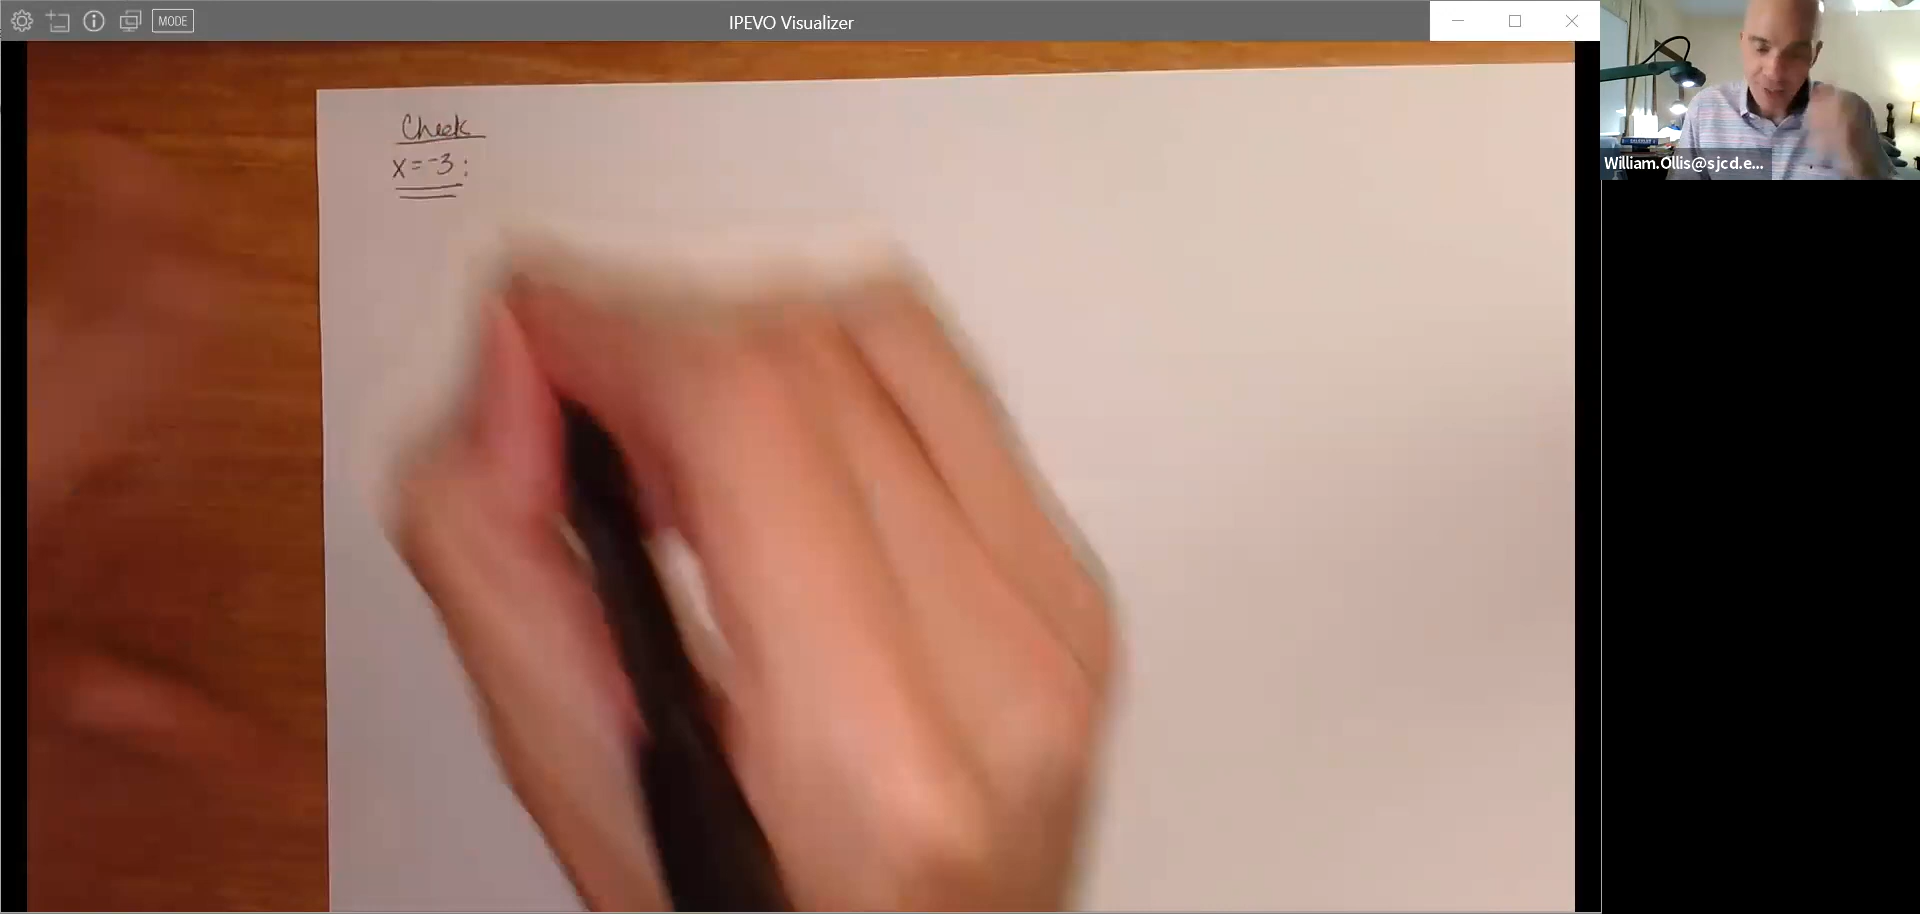 MODE
IPEVO Visualizer
Check
x = -3 :
William.Ollis@sjcd.e...